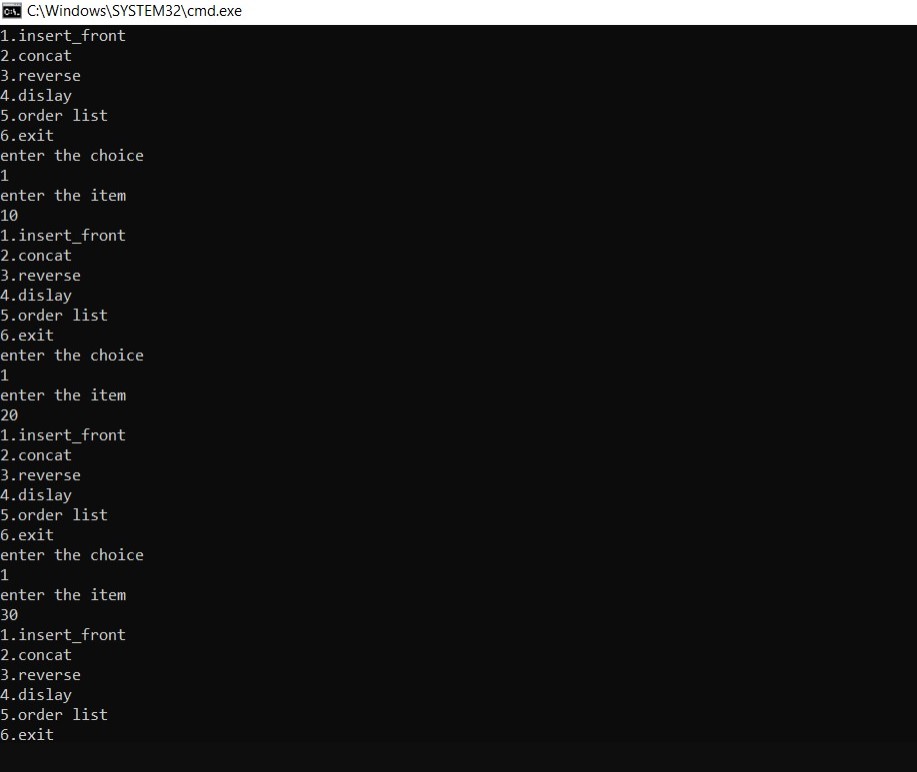 C:\Windows\SYSTEM32\cmd.exe
1.insert_front
2.concat
3.reverse
4.dislay
5.order list
6.exit
enter the choice
1
enter the item
10
1.insert_front
2.concat
3.reverse
4.dislay
5.order list
6.exit
enter the choice
1
enter the item
20
1.insert_front
2.concat
3.reverse
4.dislay
5.order list
6.exit
enter the choice
1
enter the item
30
1.insert_front
2.concat
3.reverse
4.dislay
5.order list
6.exit